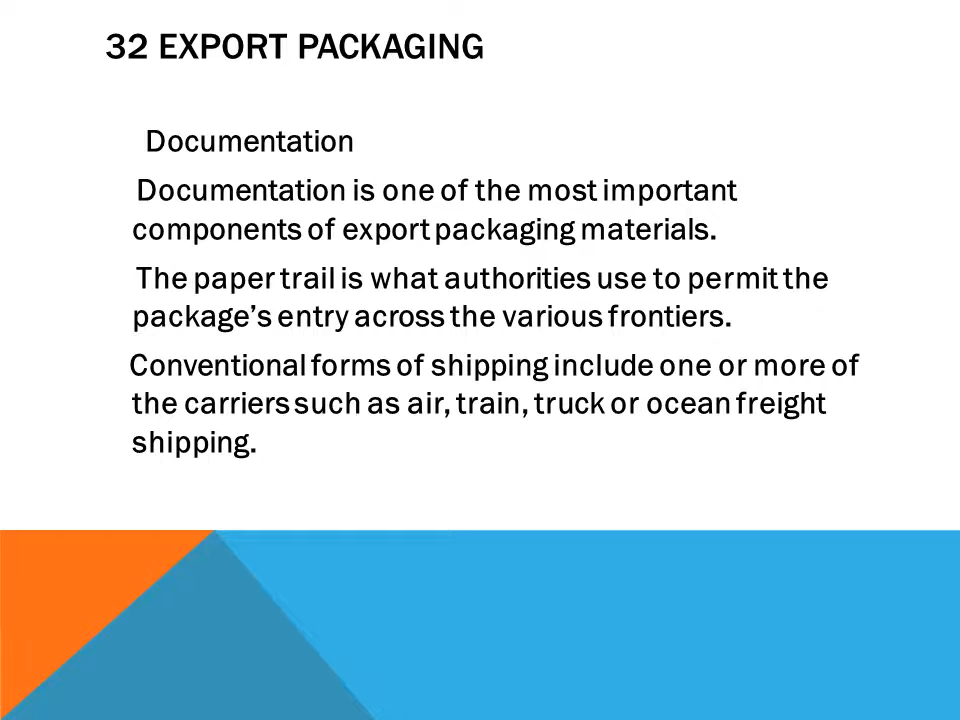 32 EXPORT PACKAGING
Documentation
Documentation is one of the most important
components of export packaging materials.
The paper trail is what authorities use to permit the
package’s entry across the various frontiers.
Conventional forms of shipping include one or more of
the carriers such as air, train, truck or ocean freight
shipping.